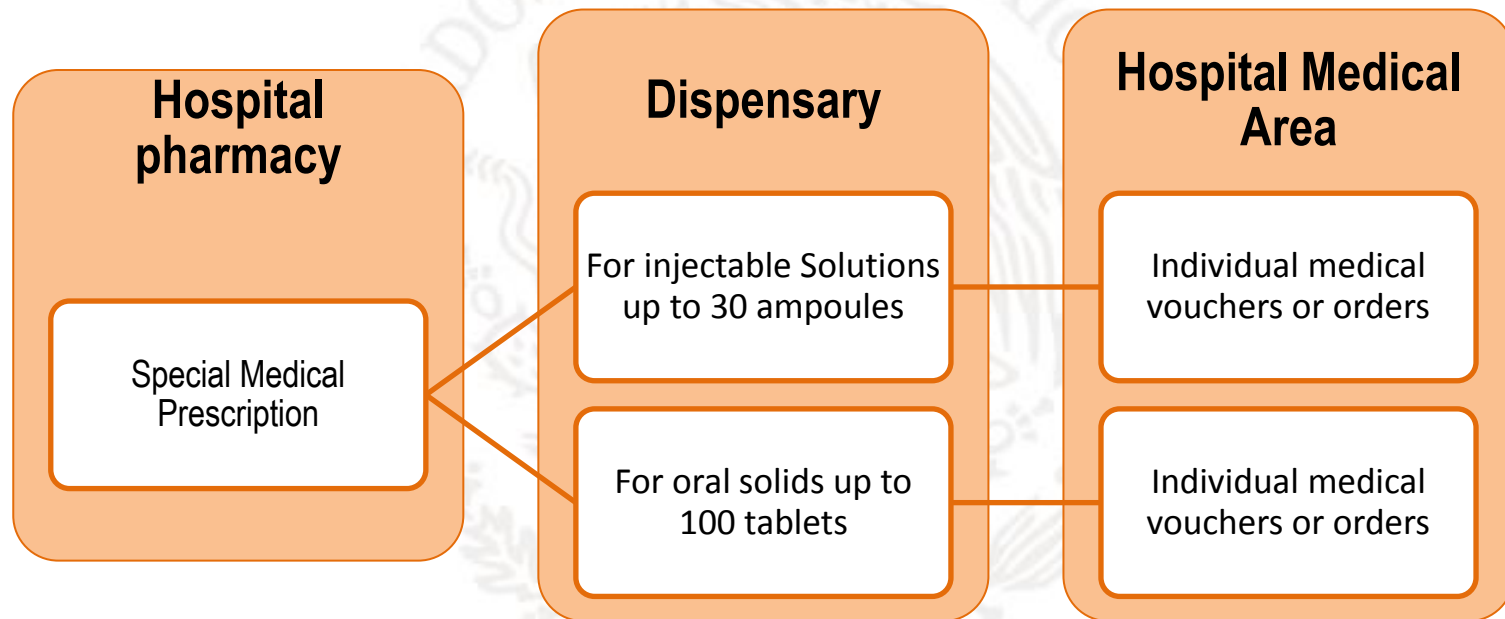 Hospital
pharmacy
Special Medical
Prescription
Dispensary
For injectable Solutions
up to 30 ampoules
For oral solids up to
100 tablets
Hospital Medical
Area
Individual medical
vouchers or orders
Individual medical
vouchers or orders